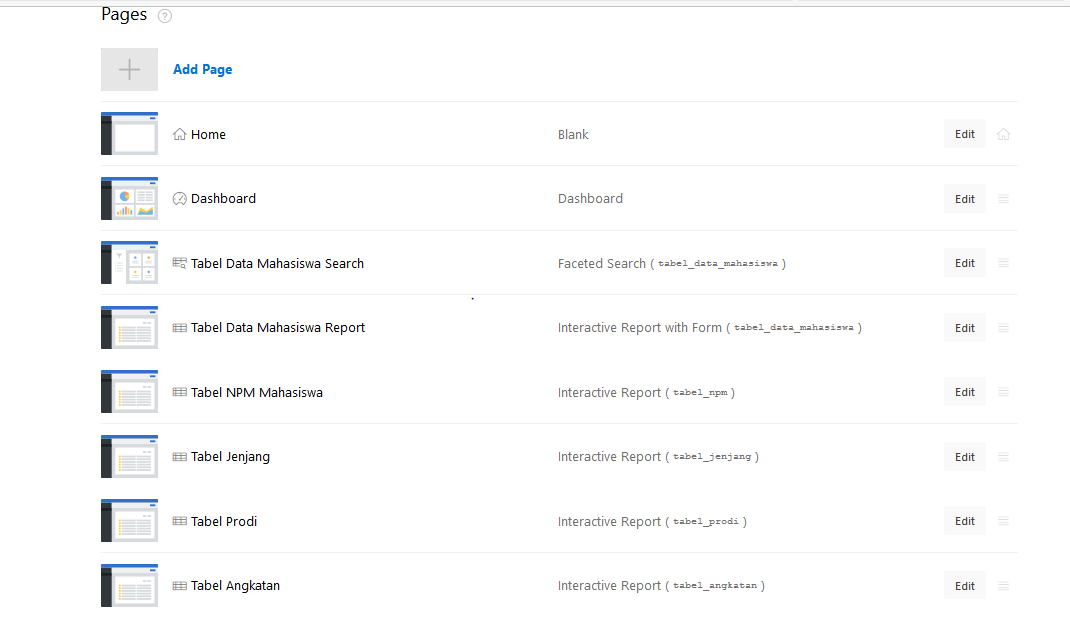 Pages ?
Add Page
Home Blank Edit
Dashboard Dashboard Edit
Tabel Data Mahasiswa Search Faceted Search ( tabel_data_mahasiswa ) Edit
Tabel Data Mahasiswa Report Interactive Report with Form ( tabel_data_mahasiswa ) Edit
Tabel NPM Mahasiswa Interactive Report ( tabel_npm ) Edit
Tabel Jenjang Interactive Report ( tabel_jenjang ) Edit
Tabel Prodi Interactive Report ( tabel_prodi ) Edit
Tabel Angkatan Interactive Report ( tabel_angkatan ) Edit